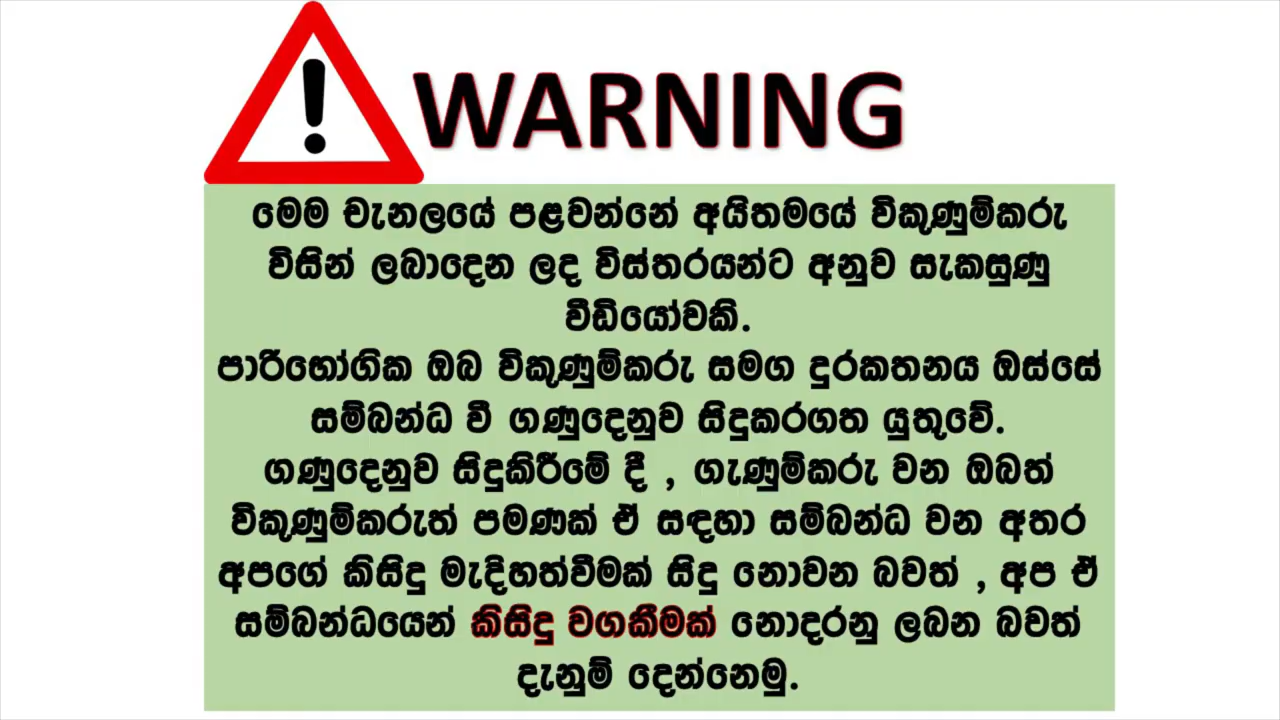 WARNING
මෙම චැනලයේ පළවන්නේ අයිතමයේ විකුණුම්කරු
විසින් ලබාදෙන ලද විස්තරයන්ට අනුව සැකසුණු
වීඩියෝවකි.
පාරිභෝගික ඔබ විකුණුම්කරු සමග දුරකතනය ඔස්සේ
සම්බන්ධ වී ගණුදෙනුව සිදුකරගත යුතුවේ.
ගණුදෙනුව සිදුකිරීමේ දී , ගැණුම්කරු වන ඔබත්
විකුණුම්කරුත් පමණක් ඒ සඳහා සම්බන්ධ වන අතර
අපගේ කිසිදු මැදිහත්වීමක් සිදු නොවන බවත් , අප ඒ
සම්බන්ධයෙන් කිසිදු වගකීමක් නොදරනු ලබන බවත්
දැනුම් දෙන්නෙමු.